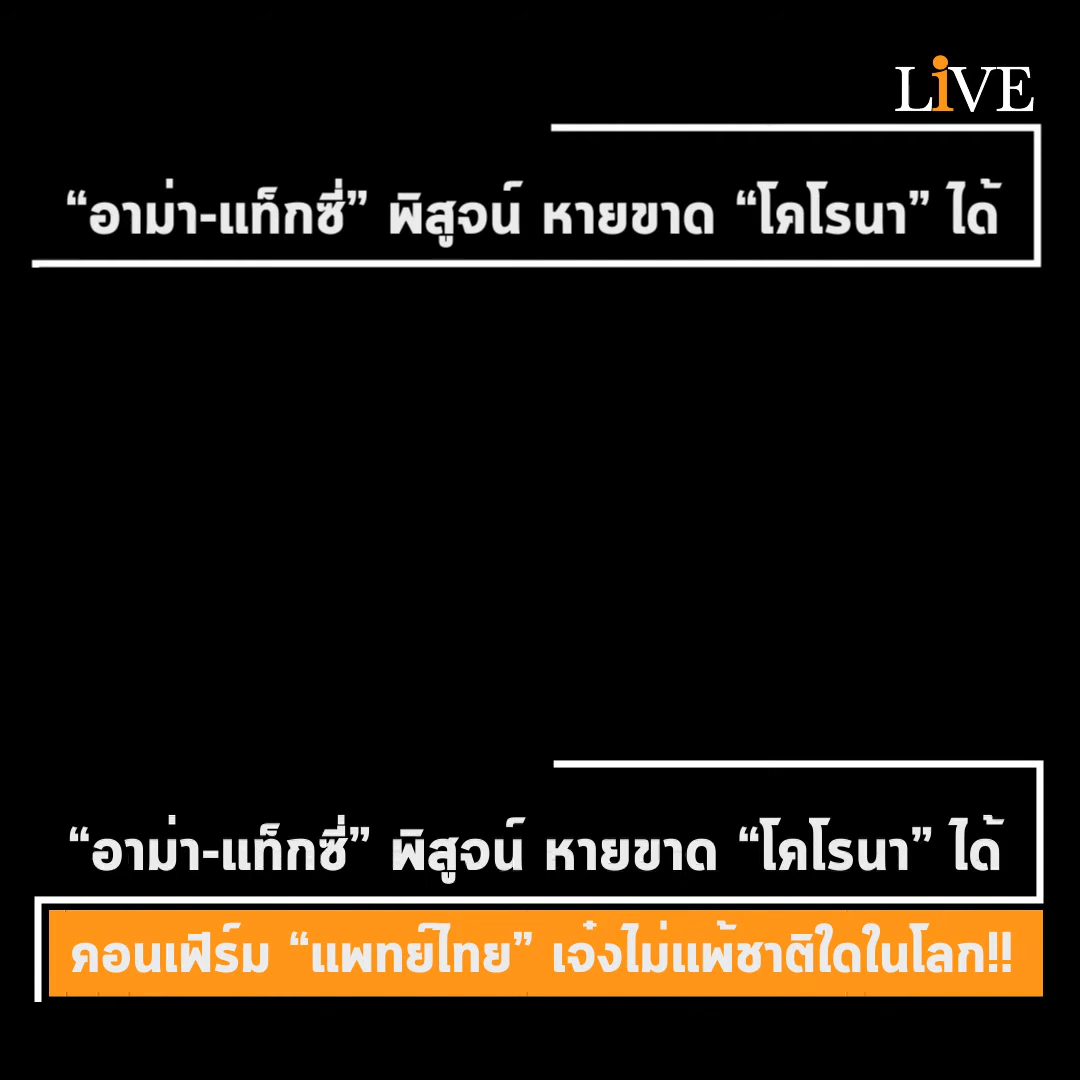 LiVE
“อาม่า-แท็กซี่” พิสูจน์ หายขาด “โคโรนา” ได้
“อาม่า-แท็กซี่” พิสูจน์ หายขาด “โคโรนา” ได้
คอนเฟิร์ม “แพทย์ไทย” เจ๋งไม่แพ้ชาติใดในโลก!!